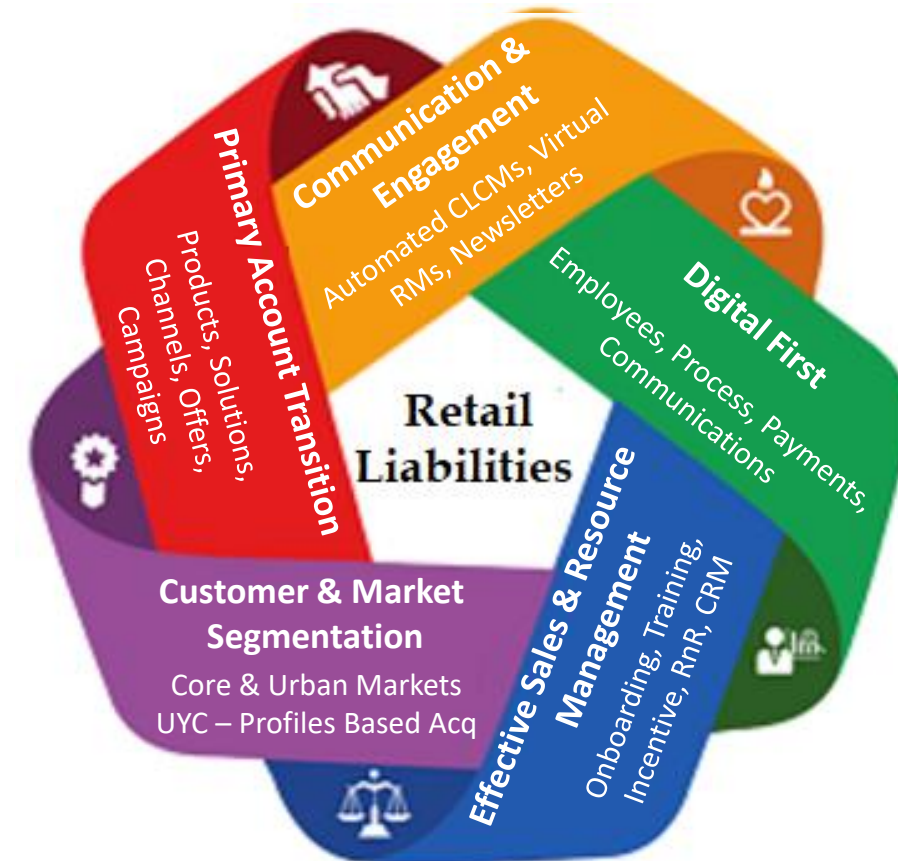 Communication &
Engagement
Automated CLCMs, Virtual
RMs, Newsletters
Primary Account Transition
Products, Solutions,
Channels, Offers,
Campaigns
Digital First
Employees, Process, Payments,
Communications
Retail
Liabilities
Effective Sales & Resource
Management
Onboarding, Training,
Incentive, RnR, CRM
Customer & Market
Segmentation
Core & Urban Markets
UYC – Profiles Based Acq